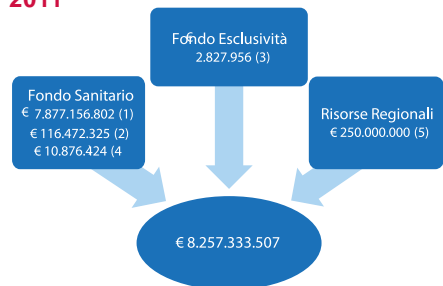 2011
Fondo Esclusività
€
2.827.956 (3)
Fondo Sanitario
€ 7.877.156.802 (1)
€ 116.472.325 (2)
€ 10.876.424 (4
Risorse Regionali
€ 250.000.000 (5)
€ 8.257.333.507